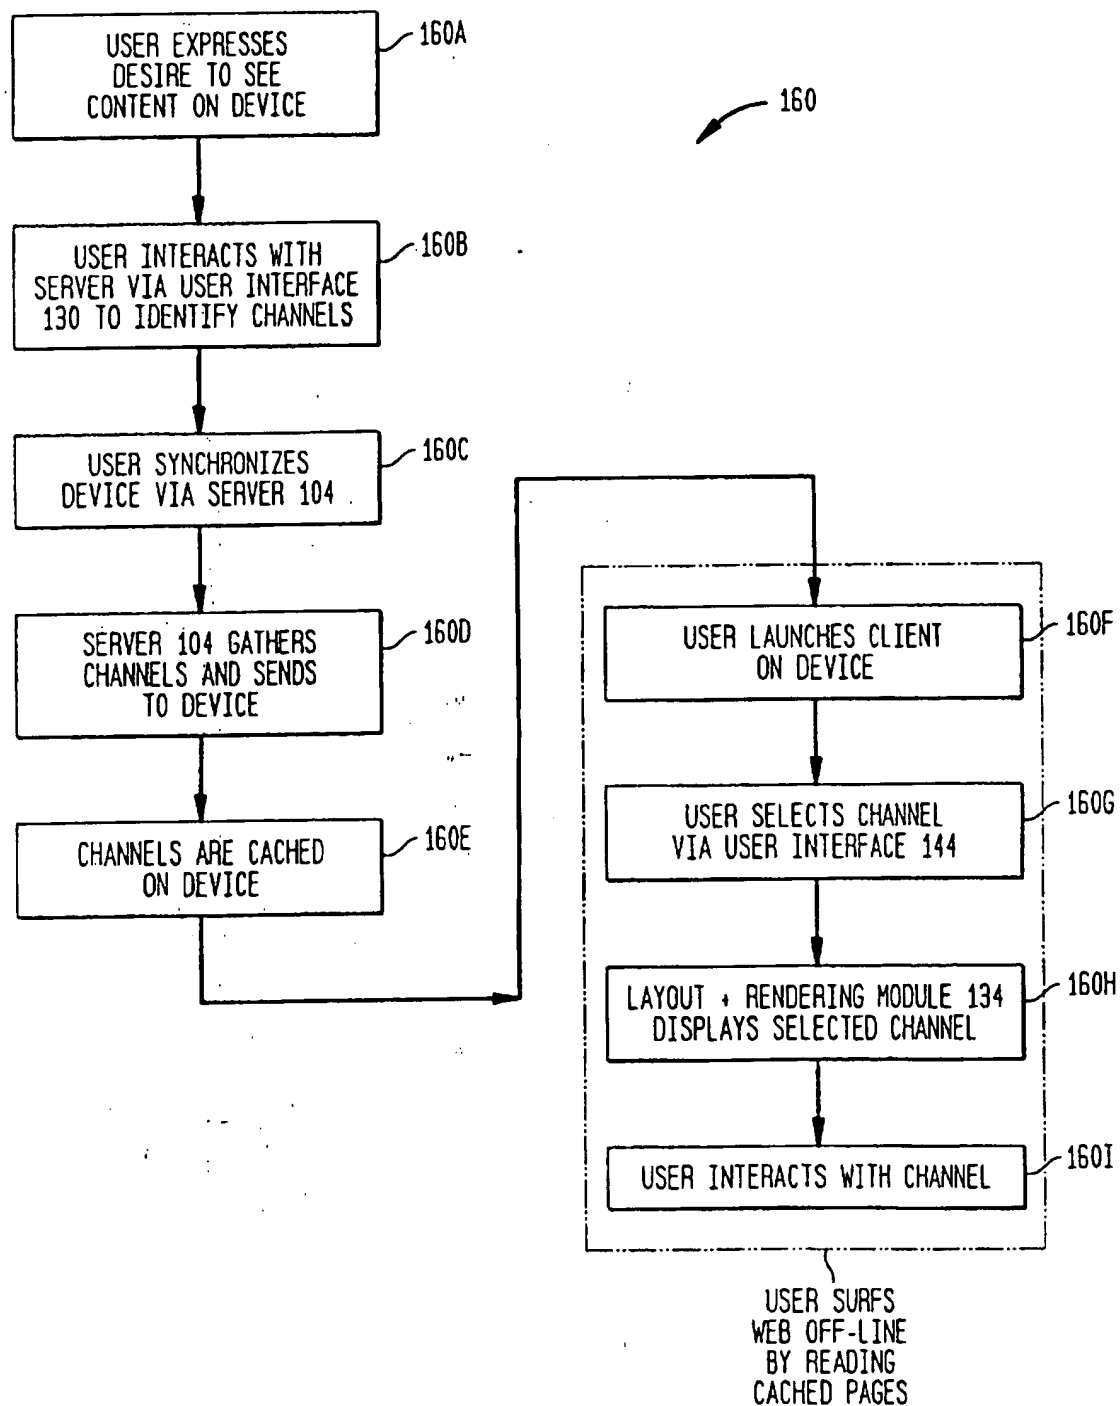 USER EXPRESSES
DESIRE TO SEE
CONTENT ON DEVICE
160A
160
USER INTERACTS WITH
SERVER VIA USER INTERFACE
130 TO IDENTIFY CHANNELS
160B
USER SYNCHRONIZES
DEVICE VIA SERVER 104
160C
SERVER 104 GATHERS
CHANNELS AND SENDS
TO DEVICE
160D
CHANNELS ARE CACHED
ON DEVICE
160E
USER LAUNCHES CLIENT
ON DEVICE
160F
USER SELECTS CHANNEL
VIA USER INTERFACE 144
160G
LAYOUT + RENDERING MODULE 134
DISPLAYS SELECTED CHANNEL
160H
USER INTERACTS WITH CHANNEL
160I
USER SURFS
WEB OFF-LINE
BY READING
CACHED PAGES